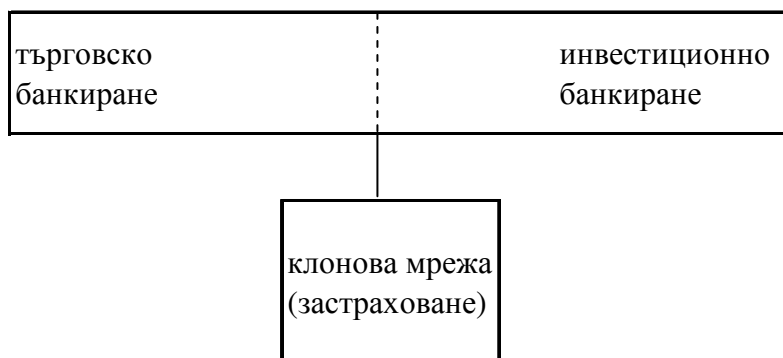 търговско
банкиране
инвестиционно
банкиране
клонова мрежа
(застраховане)